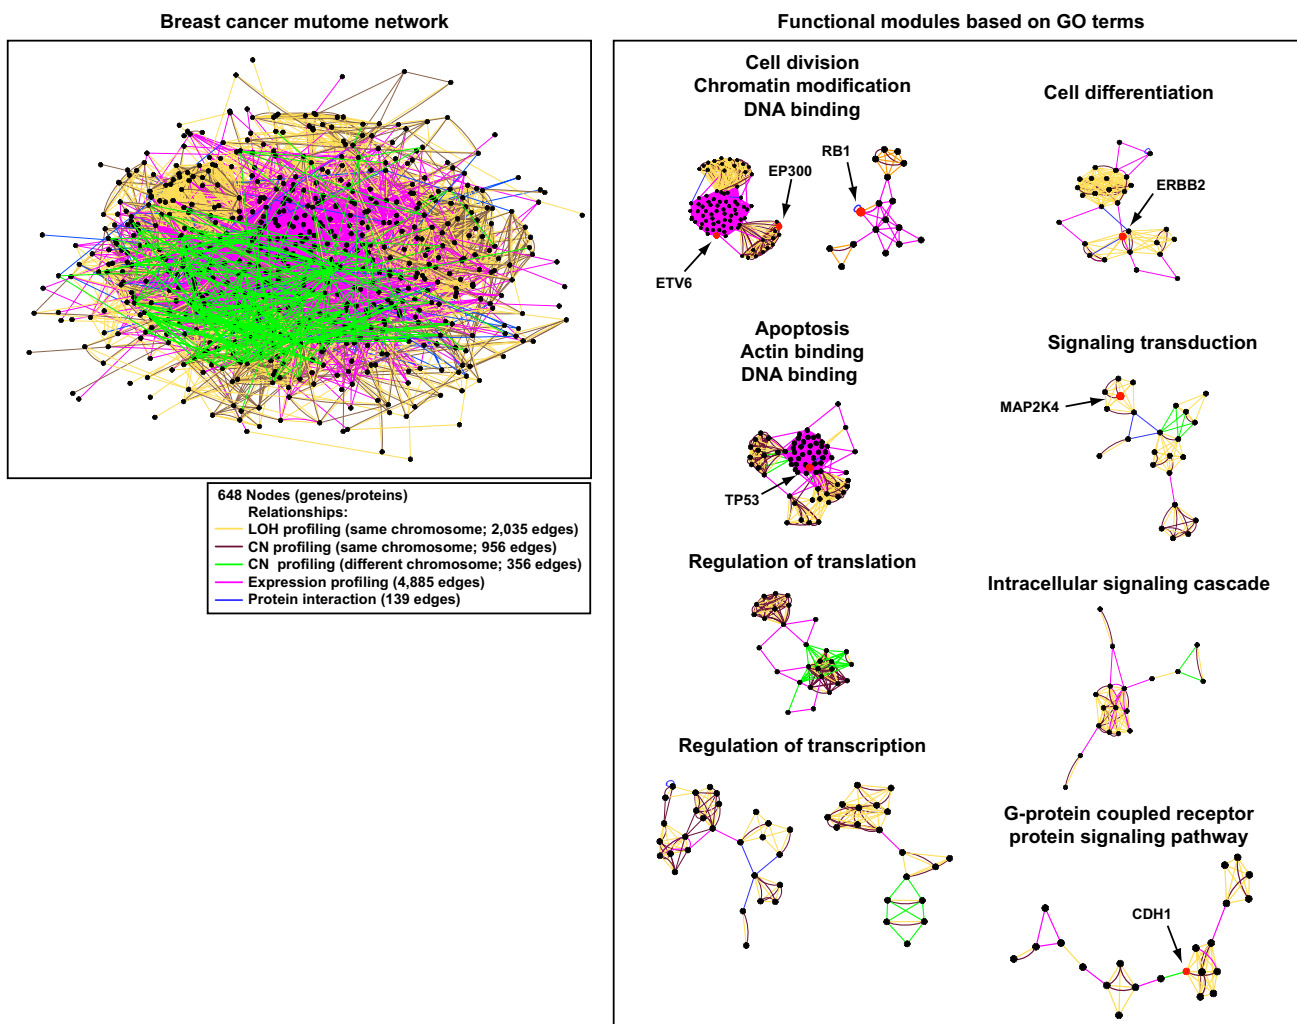 Breast cancer mutome network
648 Nodes (genes/proteins)
Relationships:
LOH profiling (same chromosome; 2,035 edges)
CN profiling (same chromosome; 956 edges)
CN  profiling (different chromosome; 356 edges)
Expression profiling (4,885 edges)
Protein interaction (139 edges)
Functional modules based on GO terms
Cell division
Chromatin modification
DNA binding
EP300
RB1
ETV6
Cell differentiation
ERBB2
Apoptosis
Actin binding
DNA binding
TP53
Signaling transduction
MAP2K4
Regulation of translation
Intracellular signaling cascade
Regulation of transcription
G-protein coupled receptor
protein signaling pathway
CDH1